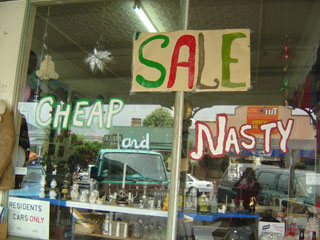 SALE
CHEAP
and
NASTY
RESIDENTS
CARS ONLY